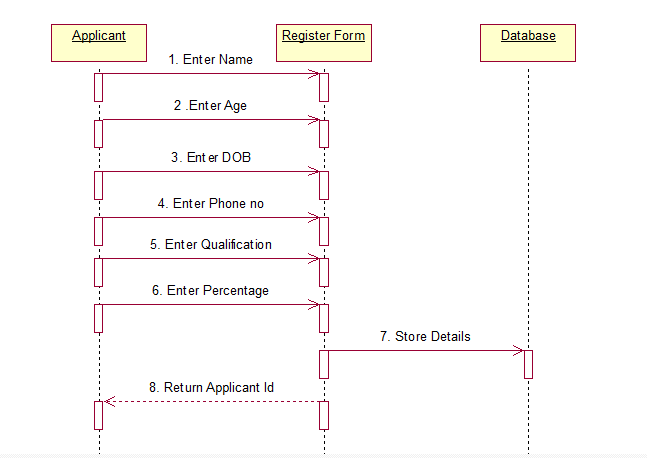 Applicant
Register Form
Database
1. Enter Name
2 .Enter Age
3. Enter DOB
4. Enter Phone no
5. Enter Qualification
6. Enter Percentage
7. Store Details
8. Return Applicant Id